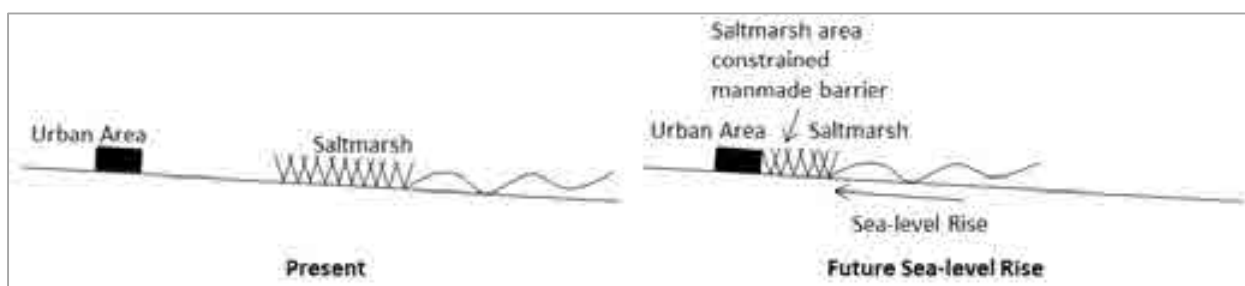 Urban Area
Saltmarsh
Present
Saltmarsh area
constrained
manmade barrier
Urban Area
Saltmarsh
Sea-level Rise
Future Sea-level Rise